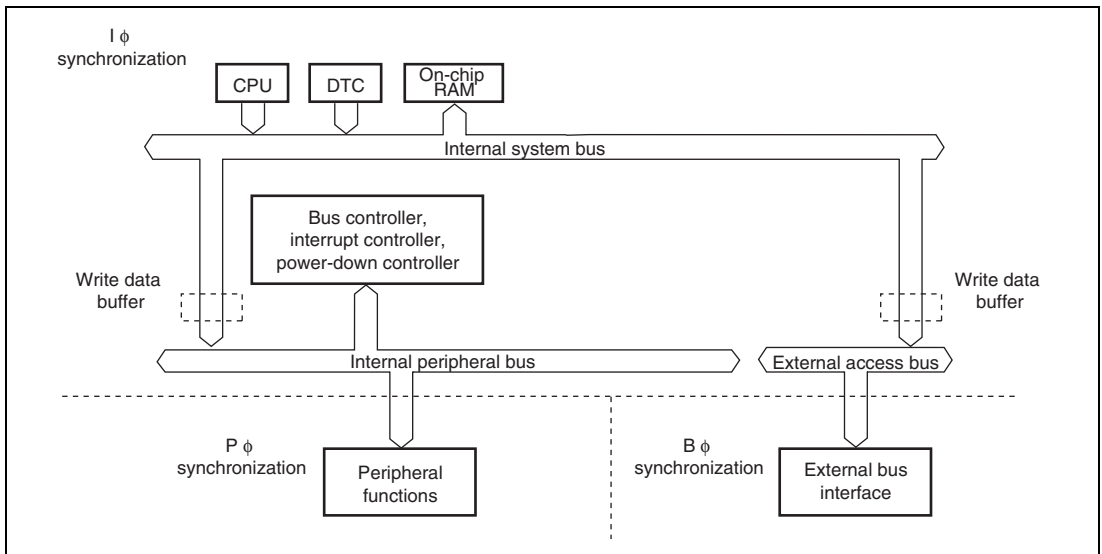 I ϕ
synchronization
CPU
DTC
On-chip
RAM
Internal system bus
Bus controller,
interrupt controller,
power-down controller
Write data
buffer
Write data
buffer
Internal peripheral bus
External access bus
P ϕ
synchronization
Peripheral
functions
B ϕ
synchronization
External bus
interface